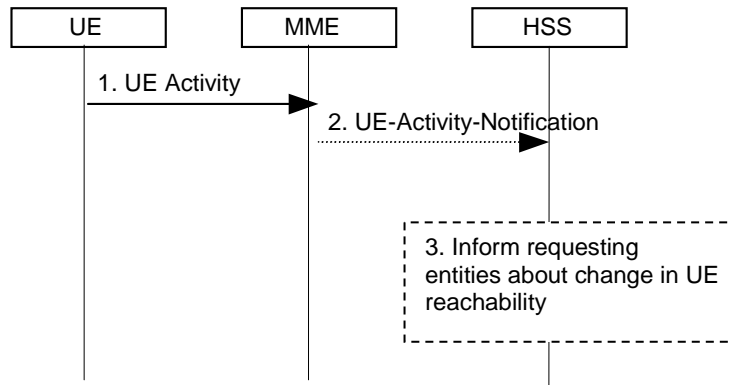 UE
MME
HSS
1. UE Activity
2. UE-Activity-Notification
3. Inform requesting
entities about change in UE
reachability